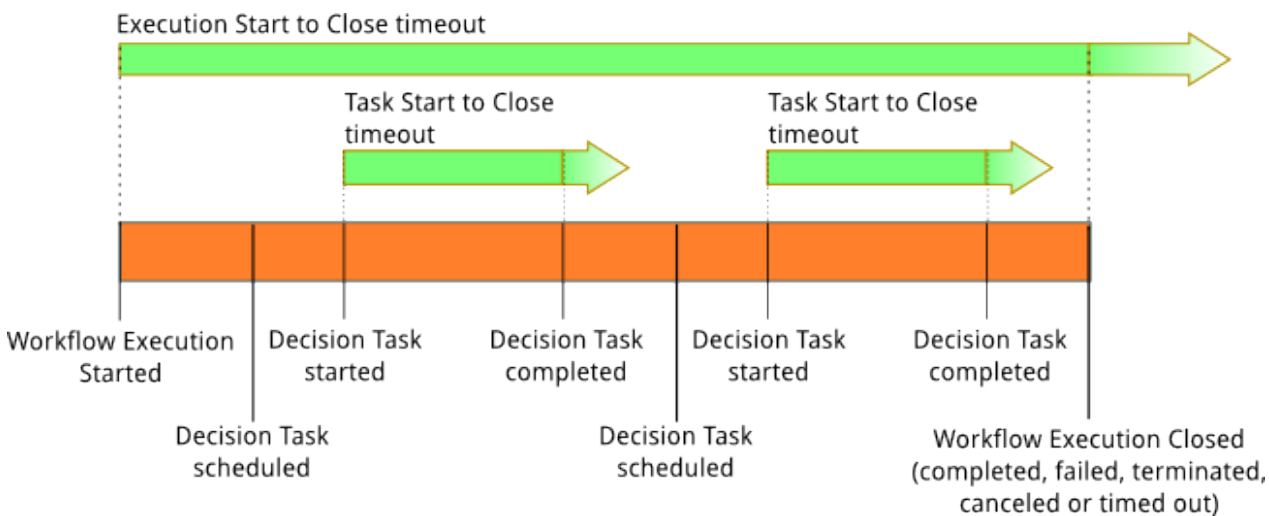 Execution Start to Close timeout
Task Start to Close
timeout
Task Start to Close
timeout
Workflow Execution
Started
Decision Task
scheduled
Decision Task
started
Decision Task
completed
Decision Task
scheduled
Decision Task
started
Decision Task
completed
Workflow Execution Closed
(completed, failed, terminated,
canceled or timed out)